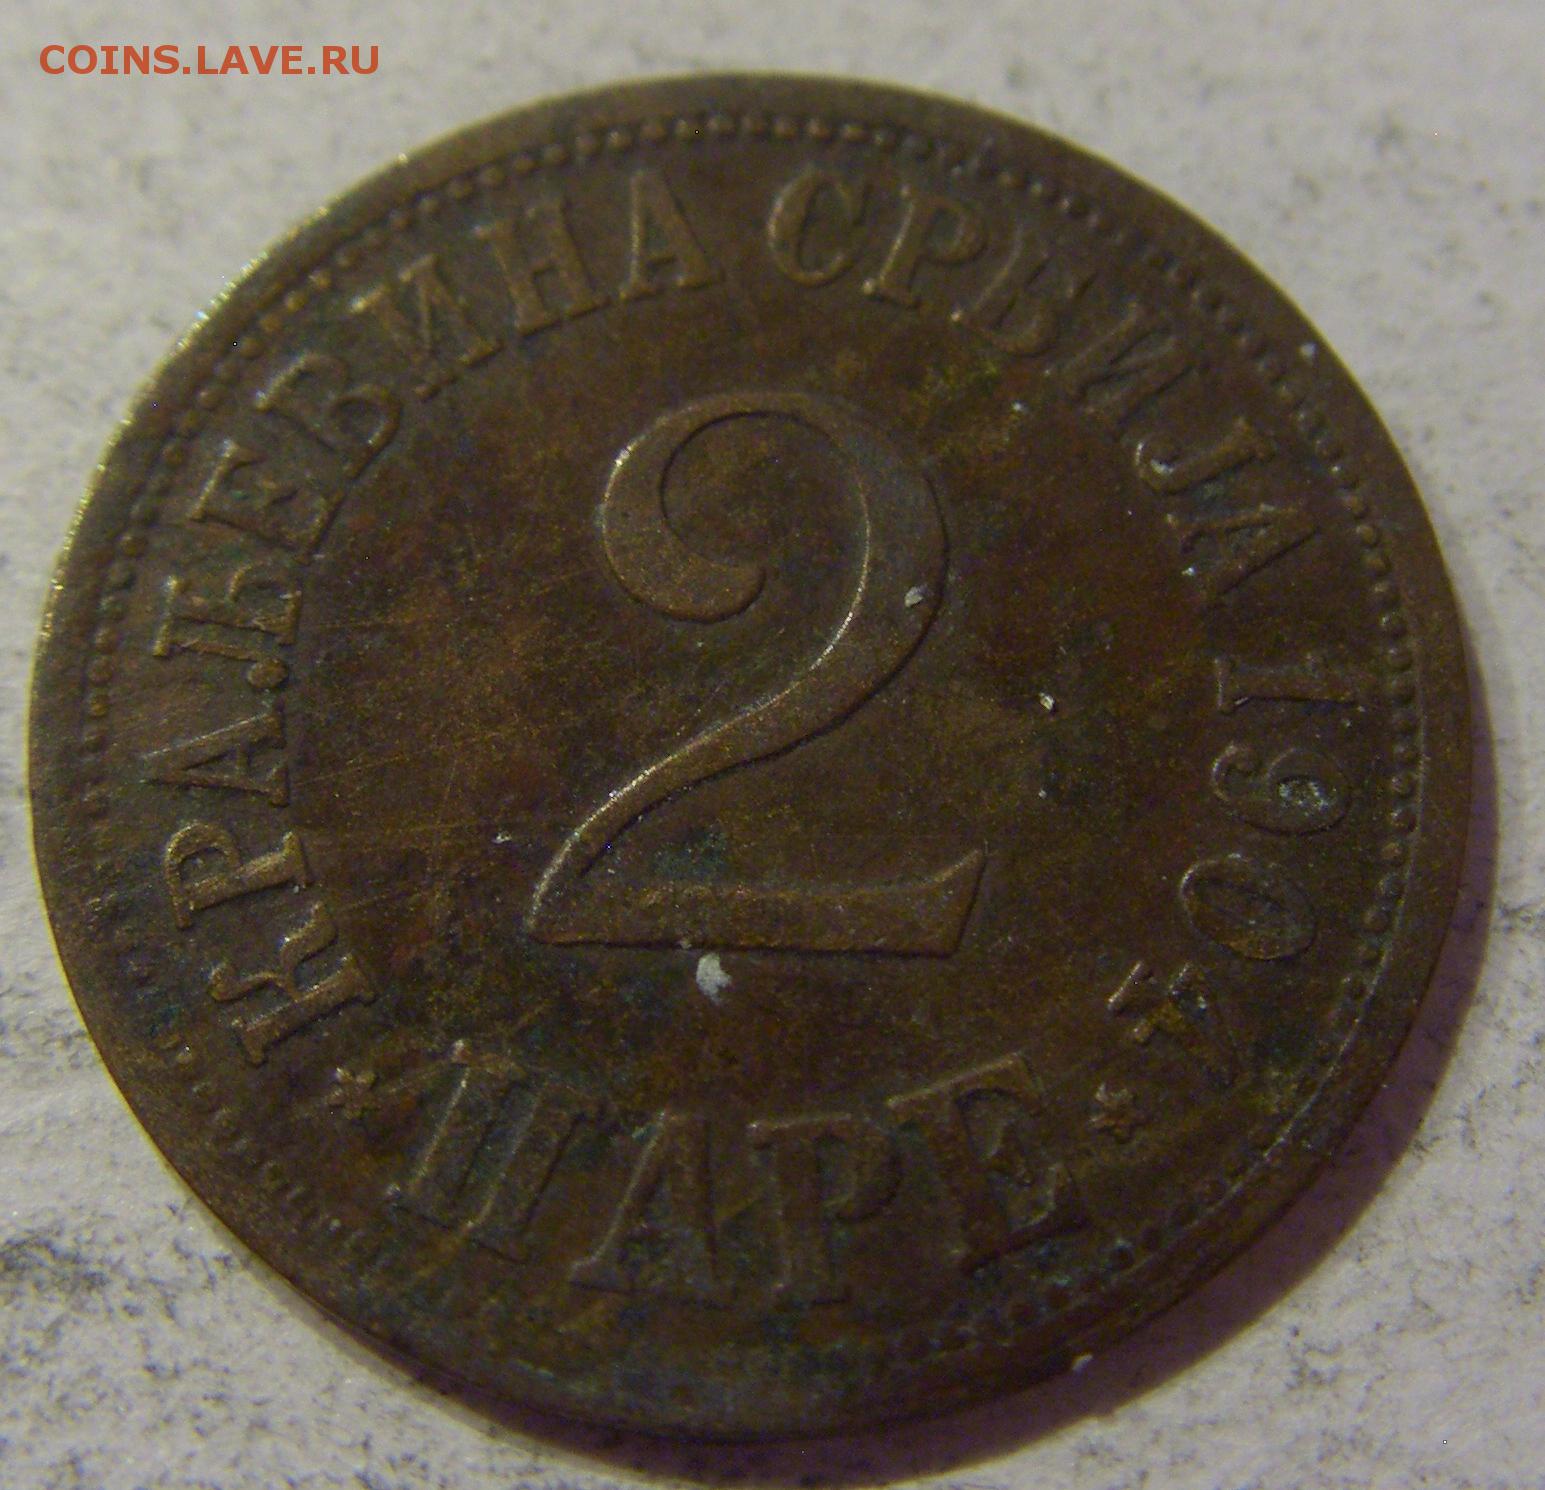 COINS.LAVE.RU
КРАЉЕВИНА СРБИЈА 1904
2
ПАРЕ